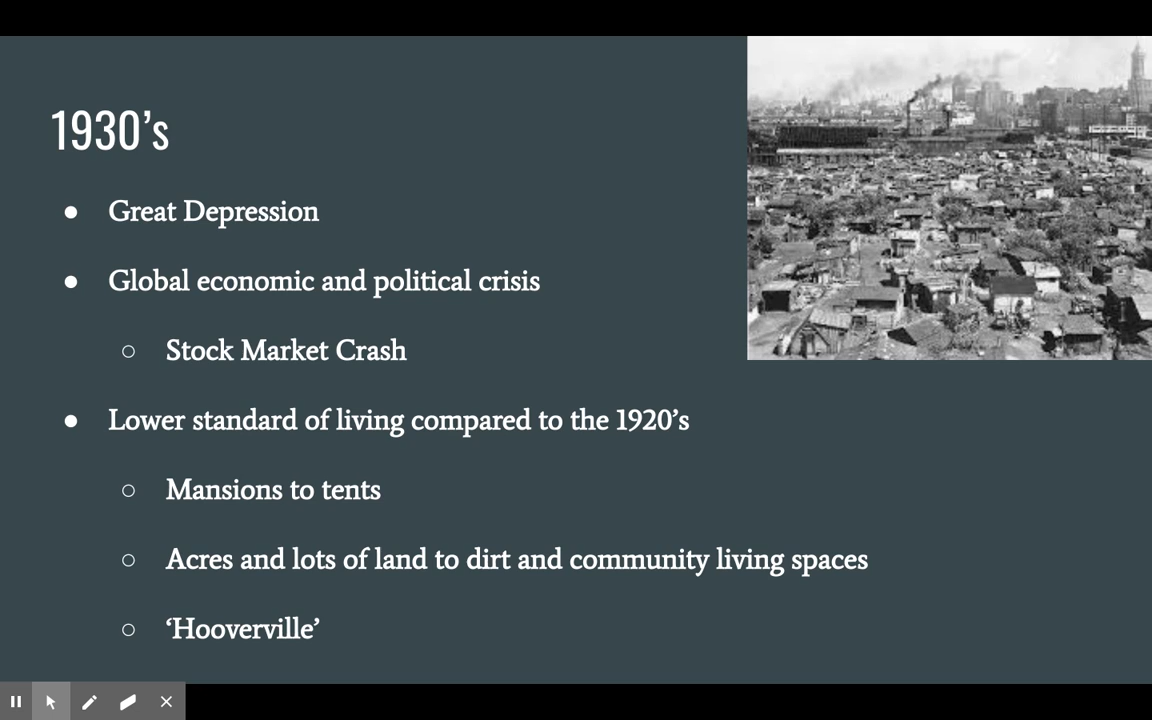 1930’s
● Great Depression
● Global economic and political crisis
○ Stock Market Crash
● Lower standard of living compared to the 1920’s
○ Mansions to tents
○ Acres and lots of land to dirt and community living spaces
○ ‘Hooverville’